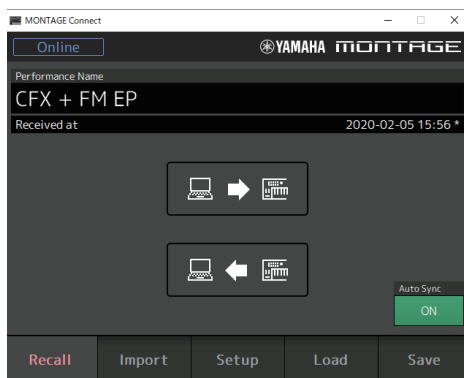 MONTAGE Connect
Online
YAMAHA MONTAGE
Performance Name
CFX + FM EP
Received at 2020-02-05 15:56 *
Auto Sync
ON
Recall Import Setup Load Save